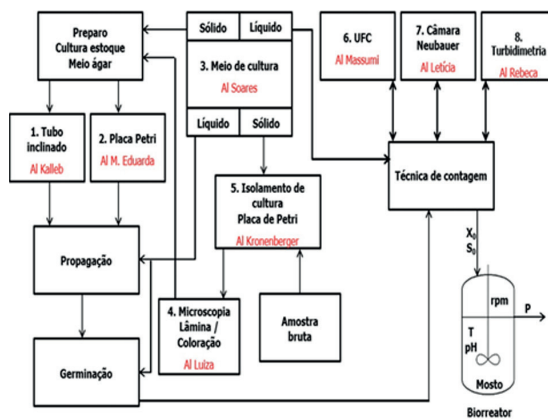 Preparo
Cultura estoque
Meio ágar
Sólido
Líquido
3. Meio de cultura
Al Soares
Líquido
Sólido
6. UFC
Al Massumi
7. Câmara
Neubauer
Al Letícia
8.
Turbidimetria
Al Rebeca
1. Tubo
inclinado
Al Kalleb
2. Placa Petri
Al M. Eduarda
5. Isolamento de
cultura
Placa de Petri
Al Kronenberger
Técnica de contagem
Propagação
4. Microscopia
Lâmina /
Coloração
Al Luiza
Amostra
bruta
Germinação
X0
S0
rpm
P
T
pH
Mosto
Biorreator